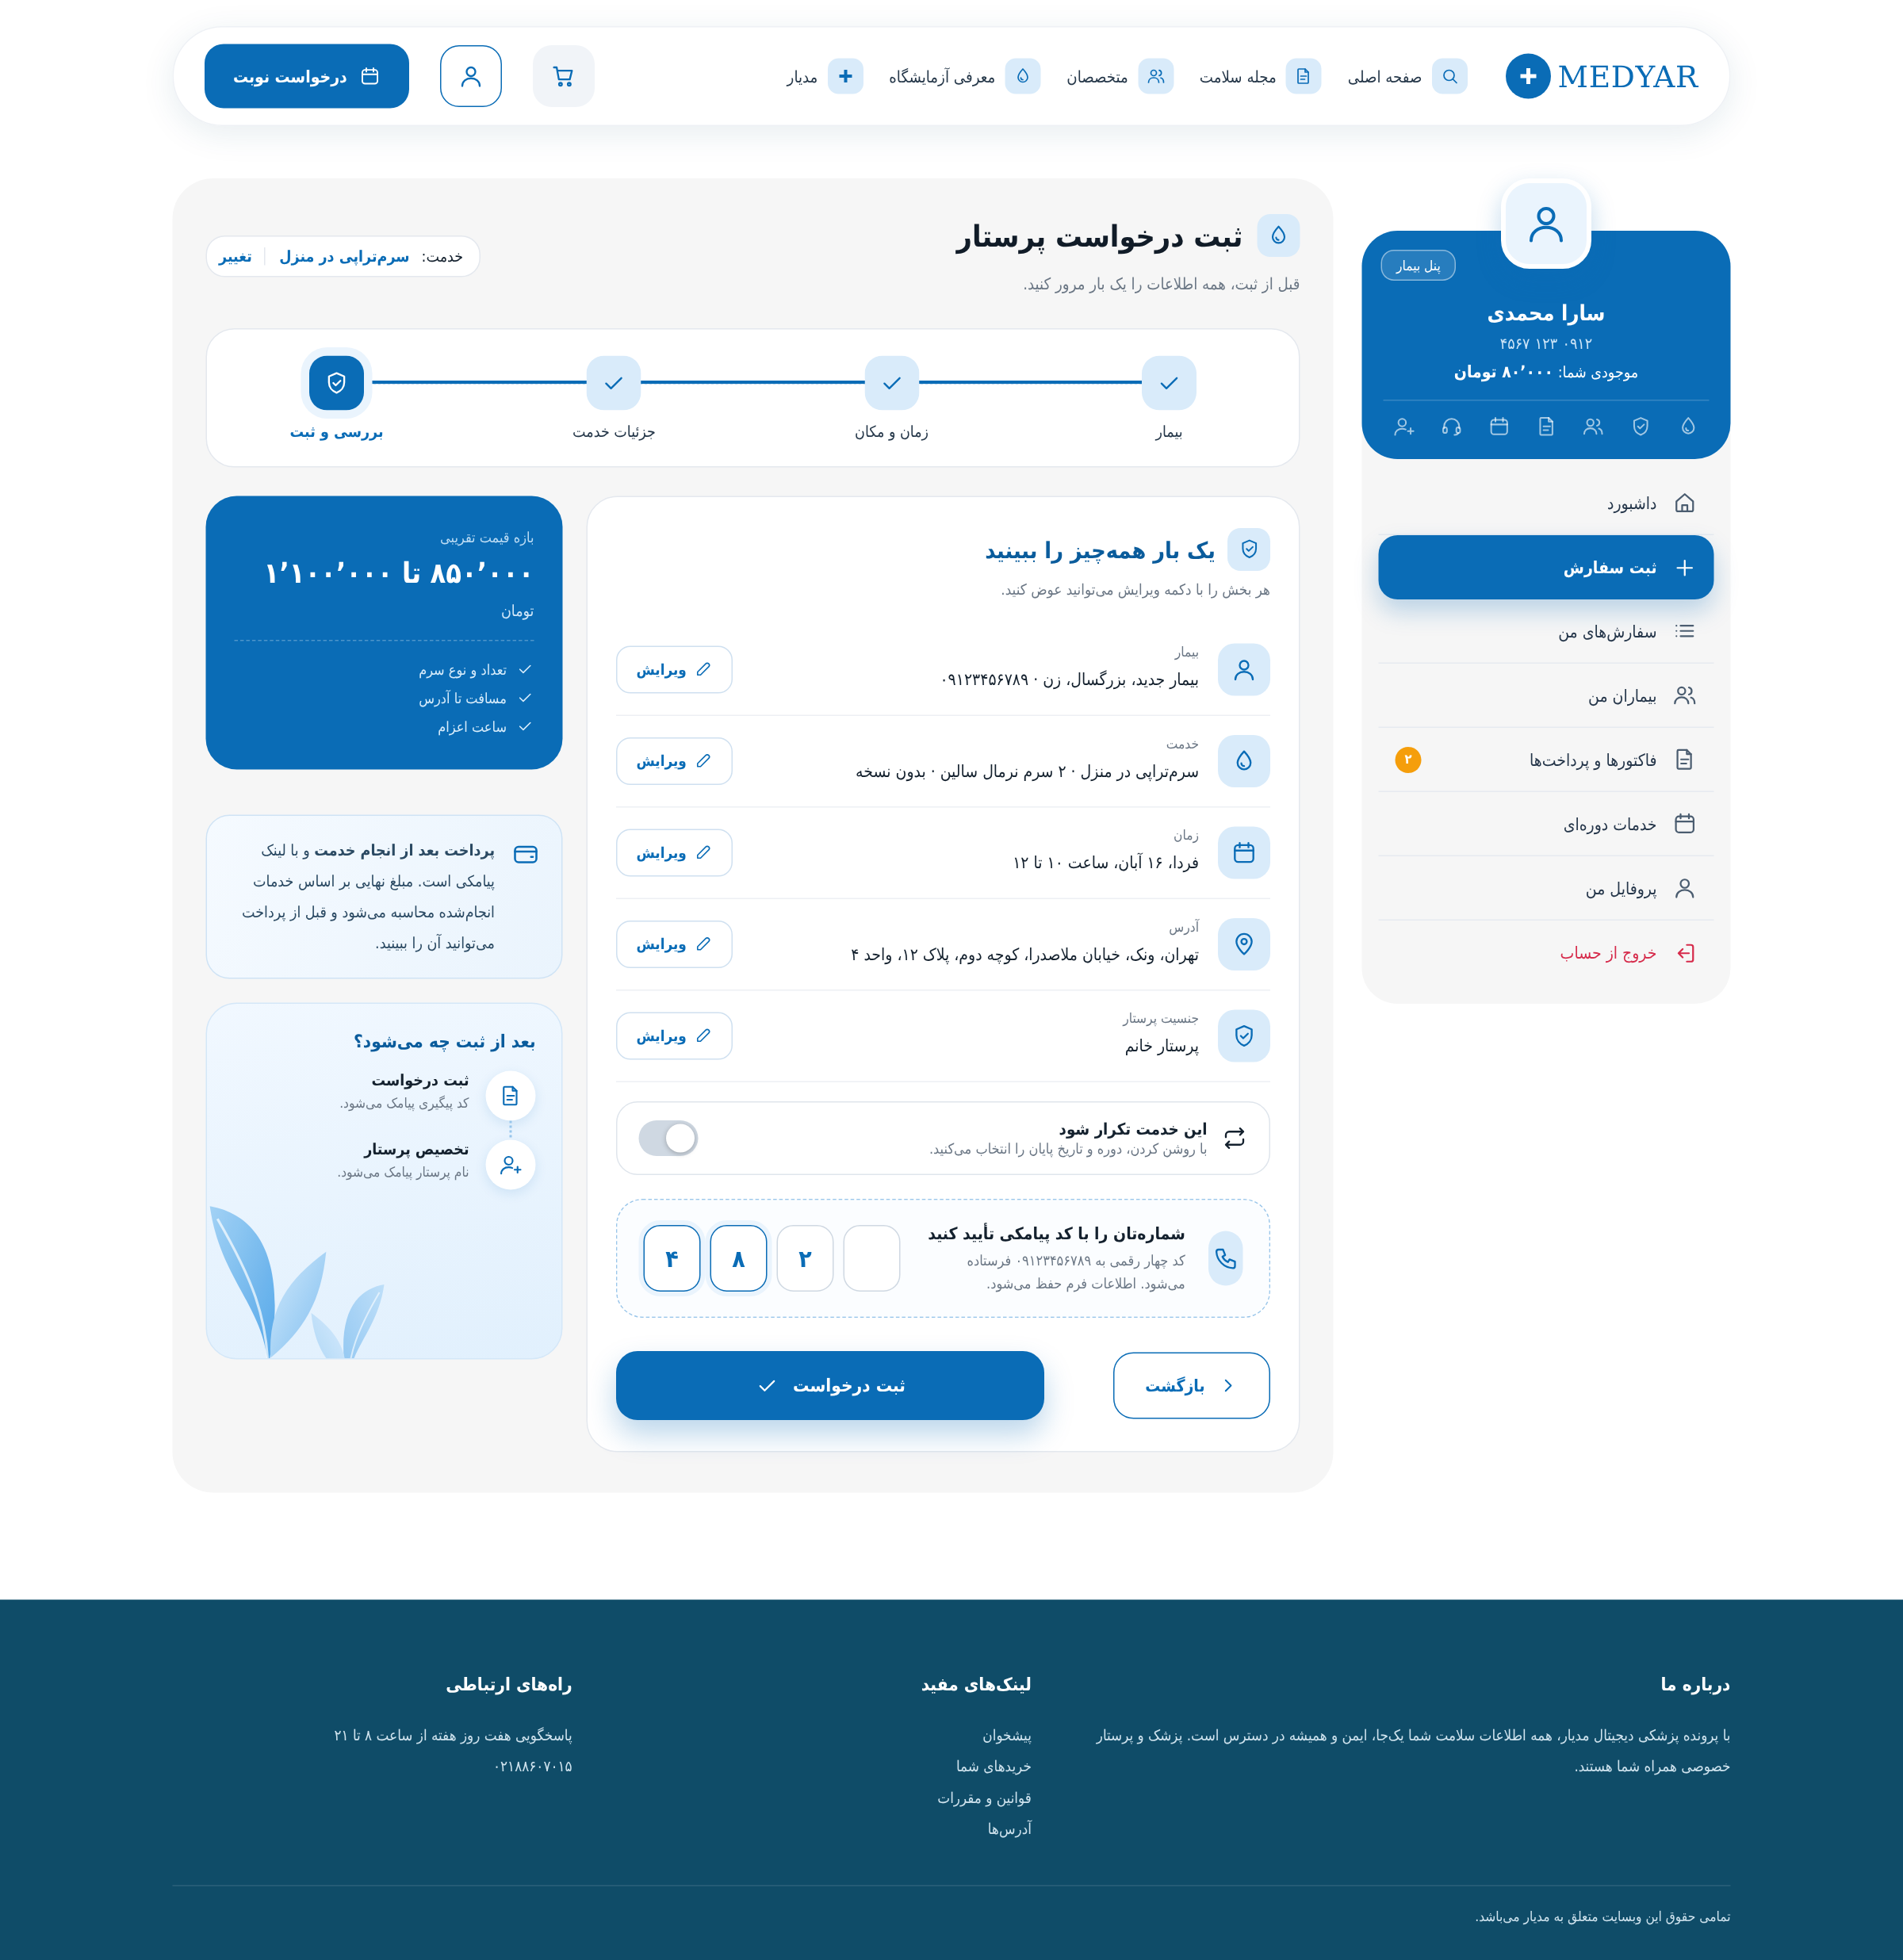 MEDYAR
صفحه اصلی
مجله سلامت
متخصصان
معرفی آزمایشگاه
مدیار
درخواست نوبت
پنل بیمار
سارا محمدی
۰۹۱۲ ۱۲۳ ۴۵۶۷
موجودی شما: ۸۰٬۰۰۰ تومان
داشبورد
ثبت سفارش
سفارش‌های من
بیماران من
فاکتورها و پرداخت‌ها
۲
خدمات دوره‌ای
پروفایل من
خروج از حساب
ثبت درخواست پرستار
قبل از ثبت، همه اطلاعات را یک بار مرور کنید.
خدمت: سرم‌تراپی در منزل
تغییر
بیمار
زمان و مکان
جزئیات خدمت
بررسی و ثبت
یک بار همه‌چیز را ببینید
هر بخش را با دکمه ویرایش می‌توانید عوض کنید.
بیمار
بیمار جدید، بزرگسال، زن · ۰۹۱۲۳۴۵۶۷۸۹
ویرایش
خدمت
سرم‌تراپی در منزل · ۲ سرم نرمال سالین · بدون نسخه
ویرایش
زمان
فردا، ۱۶ آبان، ساعت ۱۰ تا ۱۲
ویرایش
آدرس
تهران، ونک، خیابان ملاصدرا، کوچه دوم، پلاک ۱۲، واحد ۴
ویرایش
جنسیت پرستار
پرستار خانم
ویرایش
این خدمت تکرار شود
با روشن کردن، دوره و تاریخ پایان را انتخاب می‌کنید.
شماره‌تان را با کد پیامکی تأیید کنید
کد چهار رقمی به ۰۹۱۲۳۴۵۶۷۸۹ فرستاده
می‌شود. اطلاعات فرم حفظ می‌شود.
۴ ۸ ۲
بازگشت
ثبت درخواست
بازه قیمت تقریبی
۸۵۰٬۰۰۰ تا ۱٬۱۰۰٬۰۰۰
تومان
تعداد و نوع سرم
مسافت تا آدرس
ساعت اعزام
پرداخت بعد از انجام خدمت و با لینک
پیامکی است. مبلغ نهایی بر اساس خدمات
انجام‌شده محاسبه می‌شود و قبل از پرداخت
می‌توانید آن را ببینید.
بعد از ثبت چه می‌شود؟
ثبت درخواست
کد پیگیری پیامک می‌شود.
تخصیص پرستار
نام پرستار پیامک می‌شود.
درباره ما
با پرونده پزشکی دیجیتال مدیار، همه اطلاعات سلامت شما یک‌جا، ایمن و همیشه در دسترس است. پزشک و پرستار
خصوصی همراه شما هستند.
لینک‌های مفید
پیشخوان
خریدهای شما
قوانین و مقررات
آدرس‌ها
راه‌های ارتباطی
پاسخگویی هفت روز هفته از ساعت ۸ تا ۲۱
۰۲۱۸۸۶۰۷۰۱۵
تمامی حقوق این وبسایت متعلق به مدیار می‌باشد.